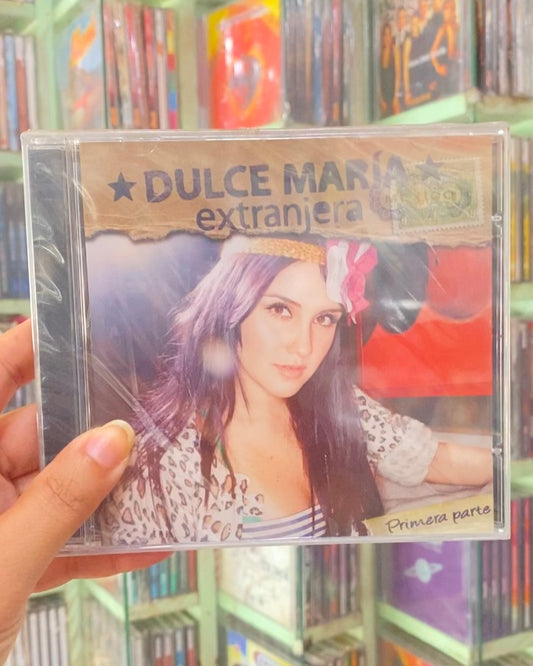 ★ DULCE MARÍA ★
extranjera
Primera parte